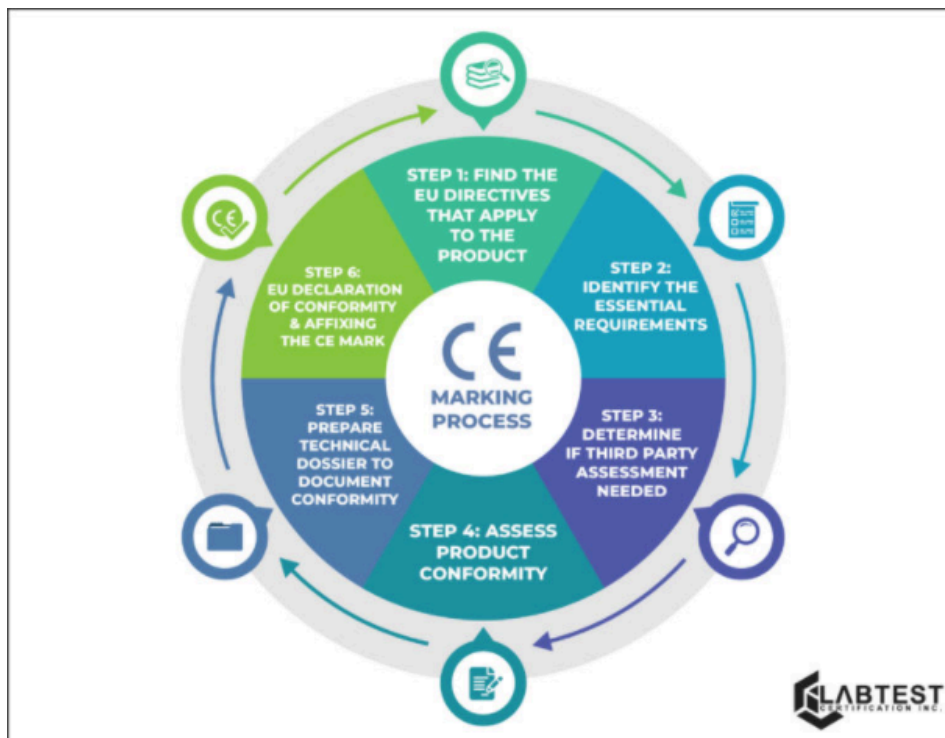 STEP 1: FIND THE
EU DIRECTIVES
THAT APPLY
TO THE
PRODUCT
STEP 2:
IDENTIFY THE
ESSENTIAL
REQUIREMENTS
STEP 3:
DETERMINE
IF THIRD PARTY
ASSESSMENT
NEEDED
STEP 4: ASSESS
PRODUCT
CONFORMITY
STEP 5:
PREPARE
TECHNICAL
DOSSIER TO
DOCUMENT
CONFORMITY
STEP 6:
EU DECLARATION
OF CONFORMITY
& AFFIXING
THE CE MARK
CE
CE
MARKING
PROCESS
LABTEST
CERTIFICATION INC.